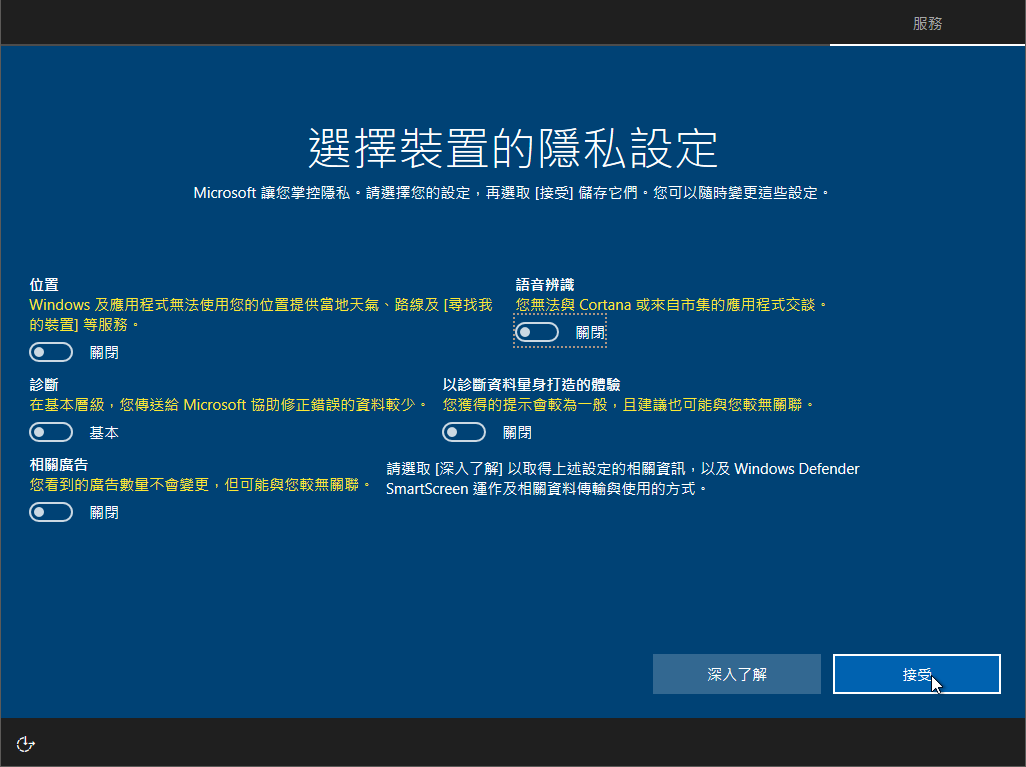 服務
選擇裝置的隱私設定
Microsoft 讓您掌控隱私。請選擇您的設定，再選取 [接受] 儲存它們。您可以隨時變更這些設定。
位置
Windows 及應用程式無法使用您的位置提供當地天氣、路線及 [尋找我
的裝置] 等服務。
關閉
語音辨識
您無法與 Cortana 或來自市集的應用程式交談。
關閉
診斷
在基本層級，您傳送給 Microsoft 協助修正錯誤的資料較少。
基本
以診斷資料量身打造的體驗
您獲得的提示會較為一般，且建議也可能與您較無關聯。
關閉
相關廣告
您看到的廣告數量不會變更，但可能與您較無關聯。
關閉
請選取 [深入了解] 以取得上述設定的相關資訊，以及 Windows Defender
SmartScreen 運作及相關資料傳輸與使用的方式。
深入了解
接受